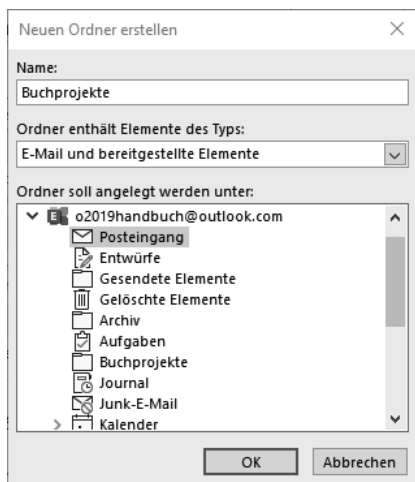 Neuen Ordner erstellen
Name:
Buchprojekte
Ordner enthält Elemente des Typs:
E-Mail und bereitgestellte Elemente
Ordner soll angelegt werden unter:
o2019handbuch@outlook.com
Posteingang
Entwürfe
Gesendete Elemente
Gelöschte Elemente
Archiv
Aufgaben
Buchprojekte
Journal
Junk-E-Mail
Kalender
OK Abbrechen